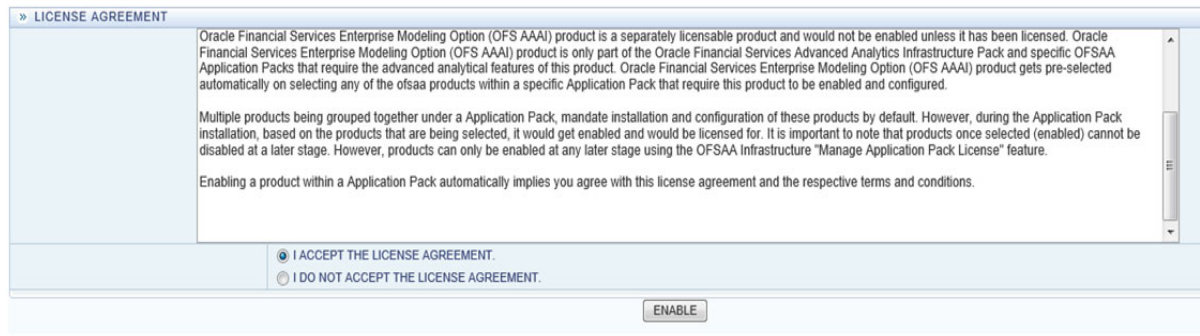 » LICENSE AGREEMENT
Oracle Financial Services Enterprise Modeling Option (OFS AAAI) product is a separately licensable product and would not be enabled unless it has been licensed. Oracle
Financial Services Enterprise Modeling Option (OFS AAAI) product is only part of the Oracle Financial Services Advanced Analytics Infrastructure Pack and specific OFSAA
Application Packs that require the advanced analytical features of this product. Oracle Financial Services Enterprise Modeling Option (OFS AAAI) product gets pre-selected
automatically on selecting any of the ofsaa products within a specific Application Pack that require this product to be enabled and configured.
Multiple products being grouped together under a Application Pack, mandate installation and configuration of these products by default. However, during the Application Pack
installation, based on the products that are being selected, it would get enabled and would be licensed for. It is important to note that products once selected (enabled) cannot be
disabled at a later stage. However, products can only be enabled at any later stage using the OFSAA Infrastructure "Manage Application Pack License" feature.
Enabling a product within a Application Pack automatically implies you agree with this license agreement and the respective terms and conditions.
I ACCEPT THE LICENSE AGREEMENT.
I DO NOT ACCEPT THE LICENSE AGREEMENT.
ENABLE